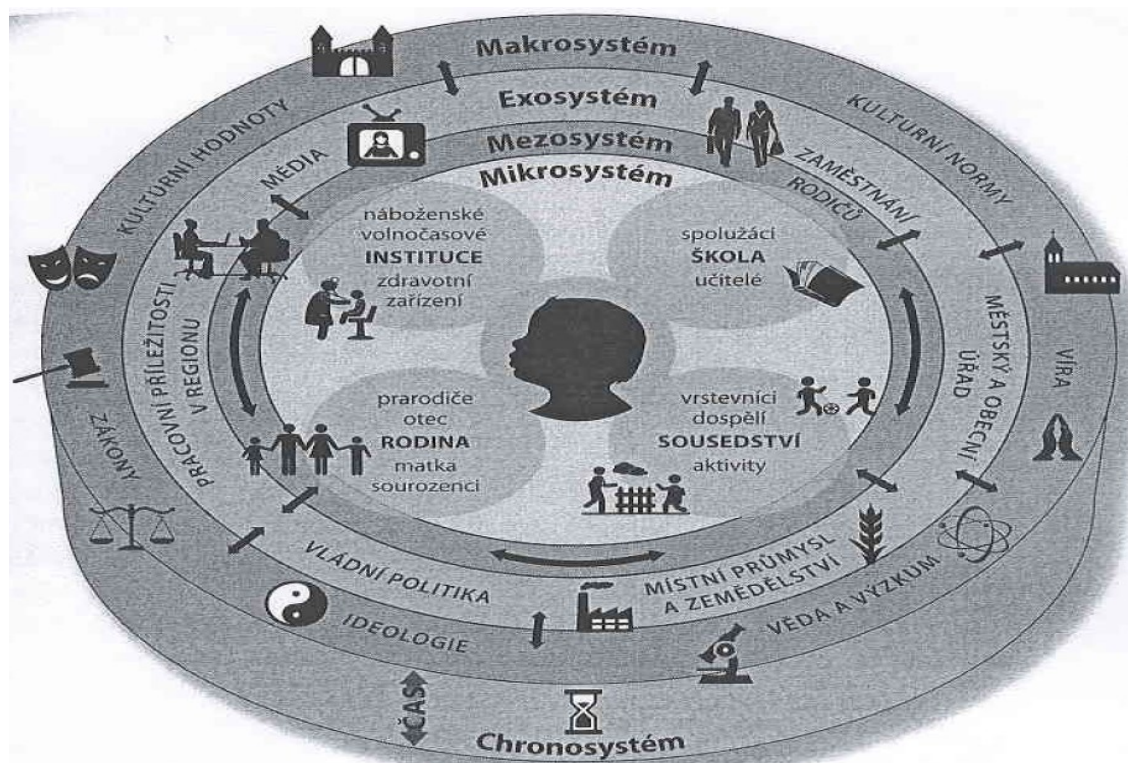 Makrosystém
Exosystém
Mezosystém
Mikrosystém
KULTURNÍ HODNOTY
KULTURNÍ NORMY
MÉDIA
ZAMĚSTNÁNÍ
RODIČŮ
náboženské
volnočasové
INSTITUCE
zdravotní
zařízení
spolužáci
ŠKOLA
učitelé
PRACOVNÍ PŘÍLEŽITOSTI
V REGIONU
MĚSTSKÝ A OBECNÍ
ÚŘAD
VÍRA
ZÁKONY
prarodiče
otec
RODINA
matka
sourozenci
vrstevníci
dospělí
SOUSEDSTVÍ
aktivity
VLÁDNÍ POLITIKA
MÍSTNÍ PRŮMYSL
A ZEMĚDĚLSTVÍ
IDEOLOGIE
VĚDA A VÝZKUM
ČAS
Chronosystém